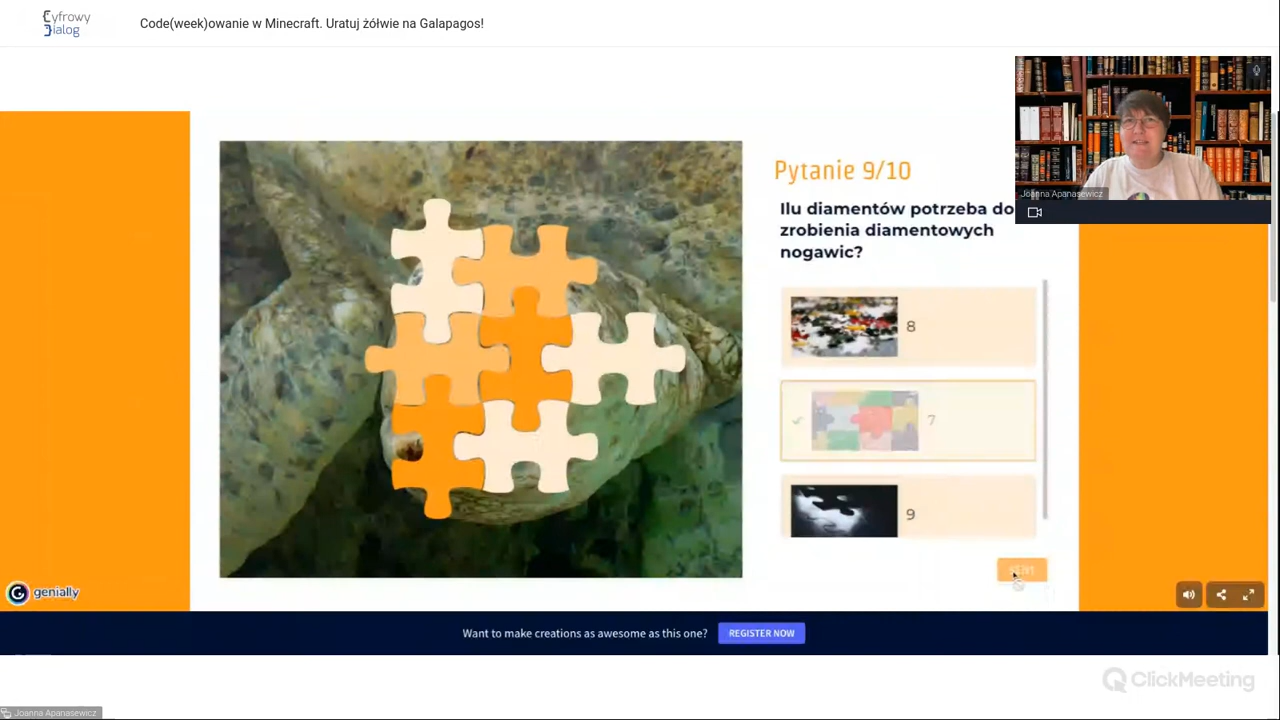 Cyfrowy
Dialog
Code(week)owanie w Minecraft. Uratuj żółwie na Galapagos!
Joanna Apanasewicz
Pytanie 9/10
Ilu diamentów potrzeba do
zrobienia diamentowych
nogawic?
8
7
9
genially
Want to make creations as awesome as this one?
REGISTER NOW
ClickMeeting
Joanna Apanasewicz